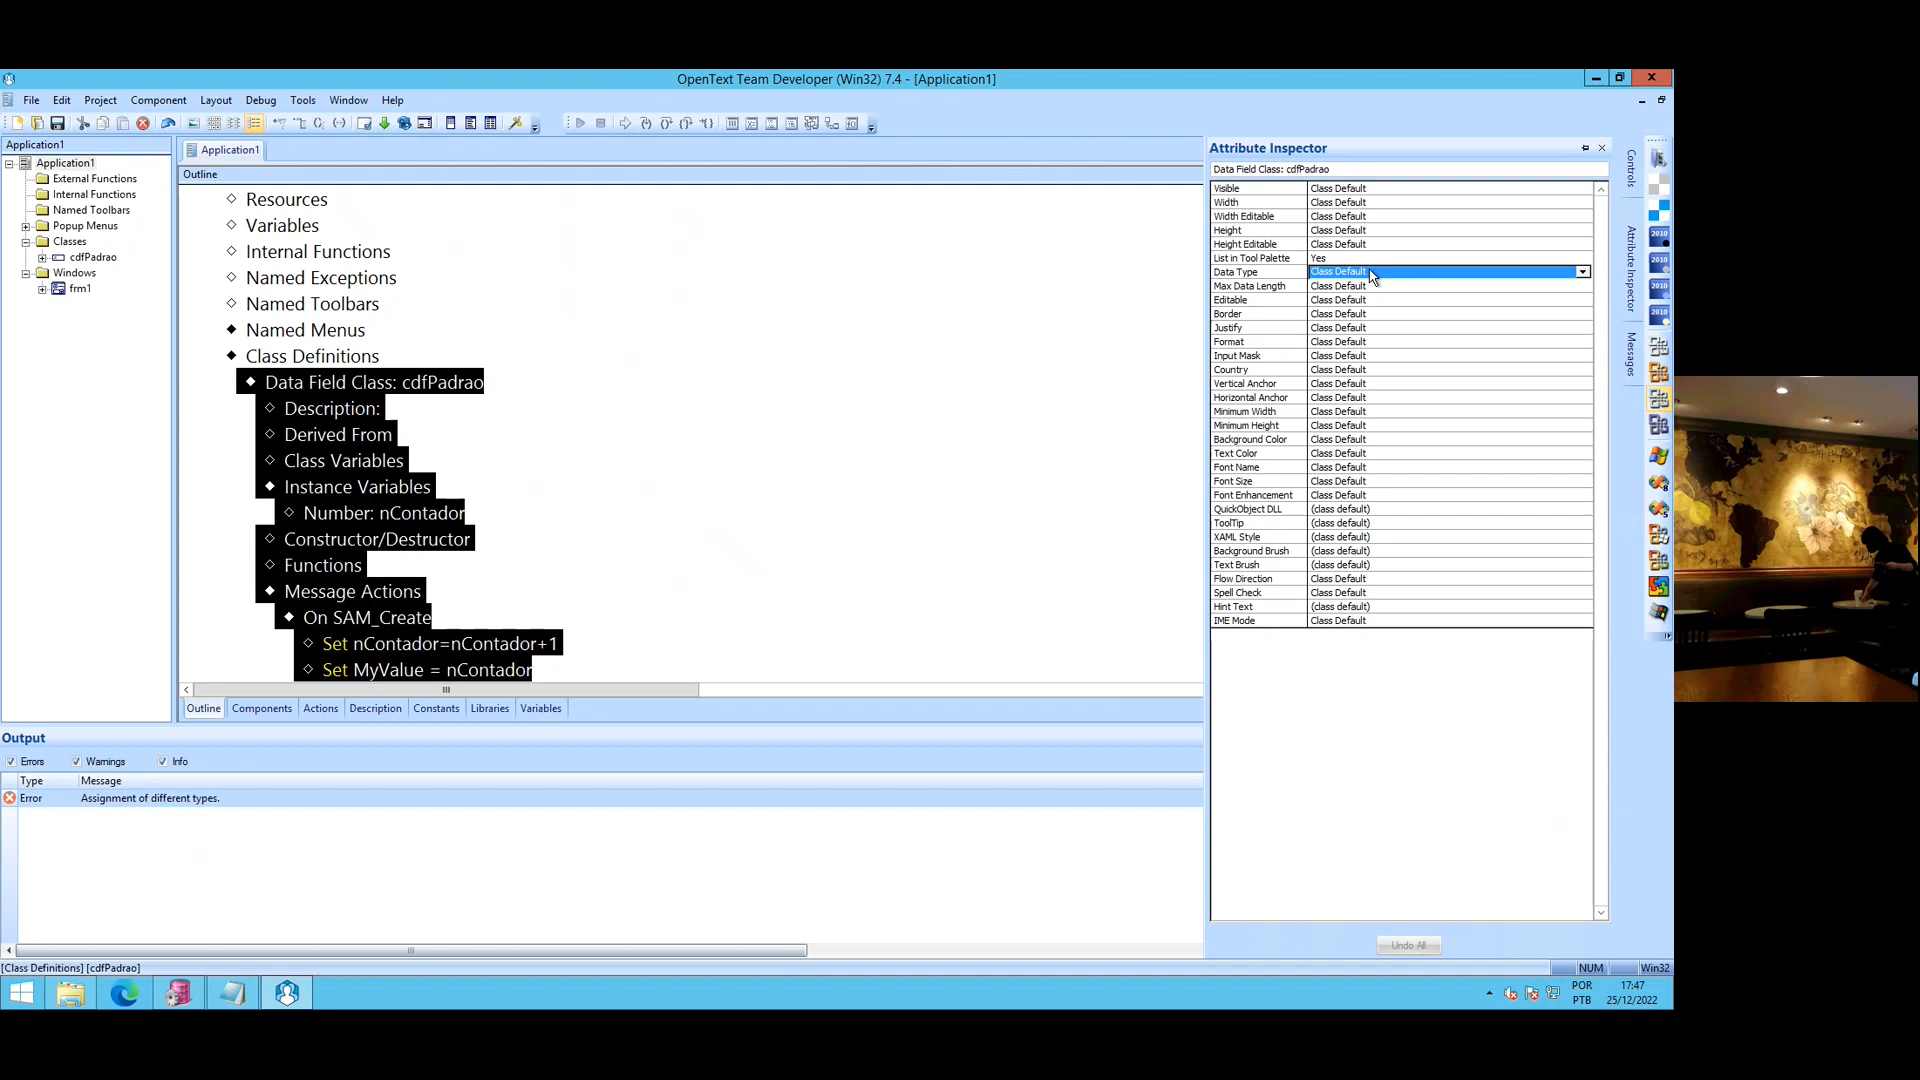 OpenText Team Developer (Win32) 7.4 - [Application1]
File Edit Project Component Layout Debug Tools Window Help
Application1
Application1
External Functions
Internal Functions
Named Toolbars
Popup Menus
Classes
cdfPadrao
Windows
frm1
Application1
Outline
Resources
Variables
Internal Functions
Named Exceptions
Named Toolbars
Named Menus
Class Definitions
Data Field Class: cdfPadrao
Description:
Derived From
Class Variables
Instance Variables
Number: nContador
Constructor/Destructor
Functions
Message Actions
On SAM_Create
Set nContador=nContador+1
Set MyValue = nContador
Outline Components Actions Description Constants Libraries Variables
Output
Errors Warnings Info
Type Message
Error Assignment of different types.
[Class Definitions] [cdfPadrao]
Attribute Inspector
Data Field Class: cdfPadrao
Visible Class Default
Width Class Default
Width Editable Class Default
Height Class Default
Height Editable Class Default
List in Tool Palette Yes
Data Type Class Default
Max Data Length Class Default
Editable Class Default
Border Class Default
Justify Class Default
Format Class Default
Input Mask Class Default
Country Class Default
Vertical Anchor Class Default
Horizontal Anchor Class Default
Minimum Width Class Default
Minimum Height Class Default
Background Color Class Default
Text Color Class Default
Font Name Class Default
Font Size Class Default
Font Enhancement Class Default
QuickObject DLL (class default)
ToolTip (class default)
XAML Style (class default)
Background Brush (class default)
Text Brush (class default)
Flow Direction Class Default
Spell Check Class Default
Hint Text (class default)
IME Mode Class Default
Undo All
Controls
Attribute Inspector
Messages
2010
2010
2010
2010
NUM Win32
POR
PTB
17:47
25/12/2022